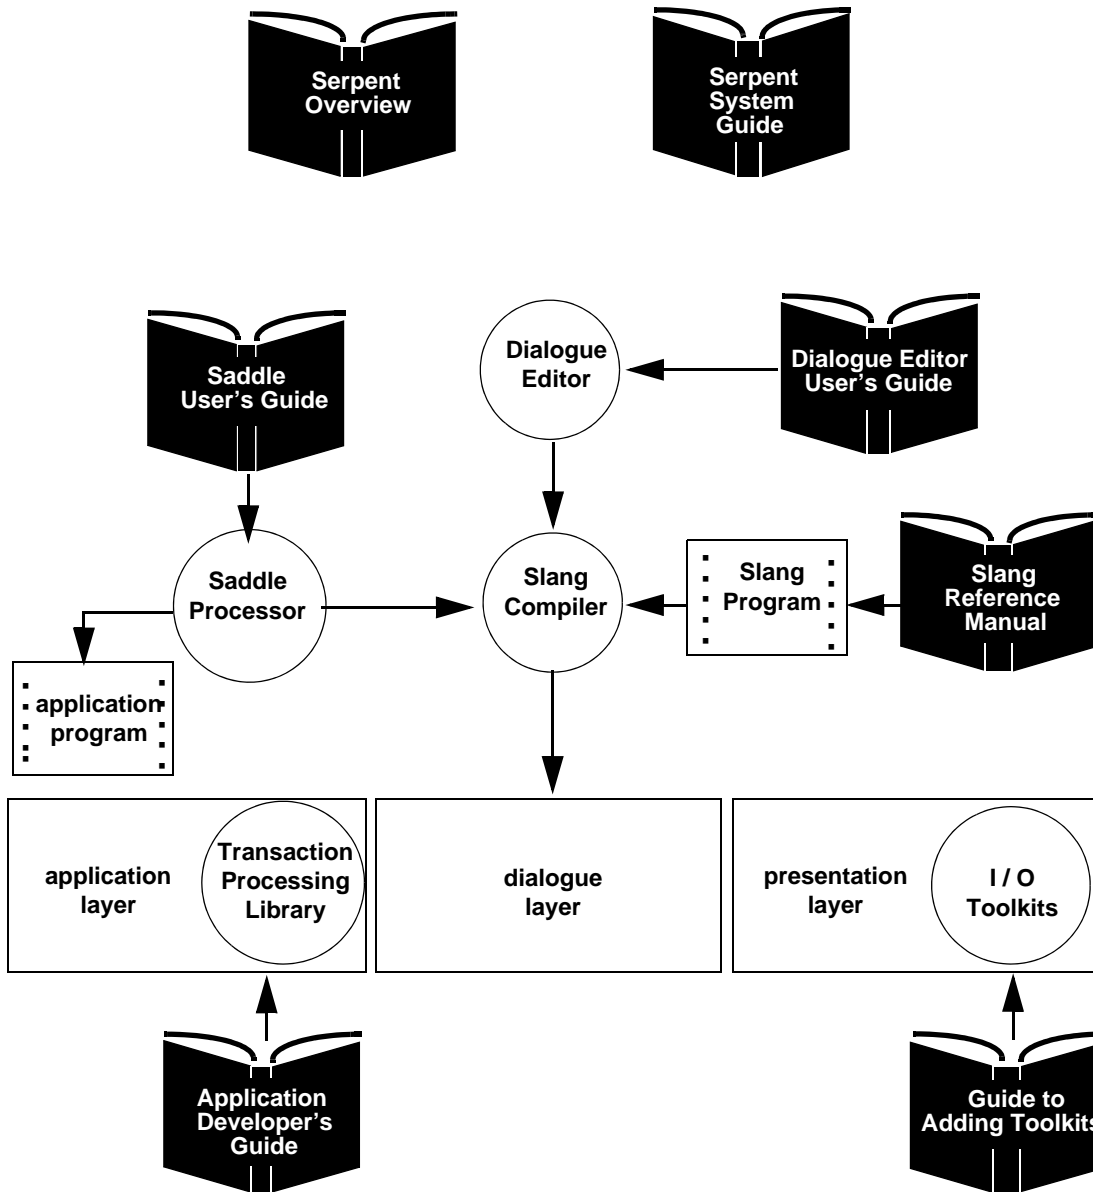 Serpent
Overview
Serpent
System
Guide
Saddle
User's Guide
Dialogue
Editor
Dialogue Editor
User's Guide
Saddle
Processor
Slang
Compiler
Slang
Program
Slang
Reference
Manual
application
program
application
layer
Transaction
Processing
Library
dialogue
layer
presentation
layer
I / O
Toolkits
Application
Developer's
Guide
Guide to
Adding Toolkits